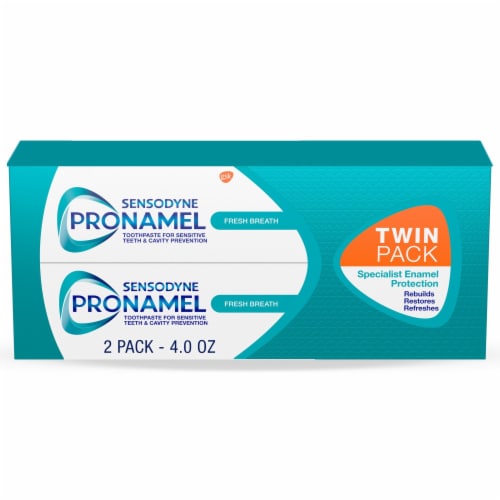 SENSODYNE
PRONAMEL
TOOTHPASTE FOR SENSITIVE
TEETH & CAVITY PREVENTION
FRESH BREATH
gsk
SENSODYNE
PRONAMEL
TOOTHPASTE FOR SENSITIVE
TEETH & CAVITY PREVENTION
FRESH BREATH
2 PACK - 4.0 OZ
TWIN
PACK
Specialist Enamel
Protection
Rebuilds
Restores
Refreshes